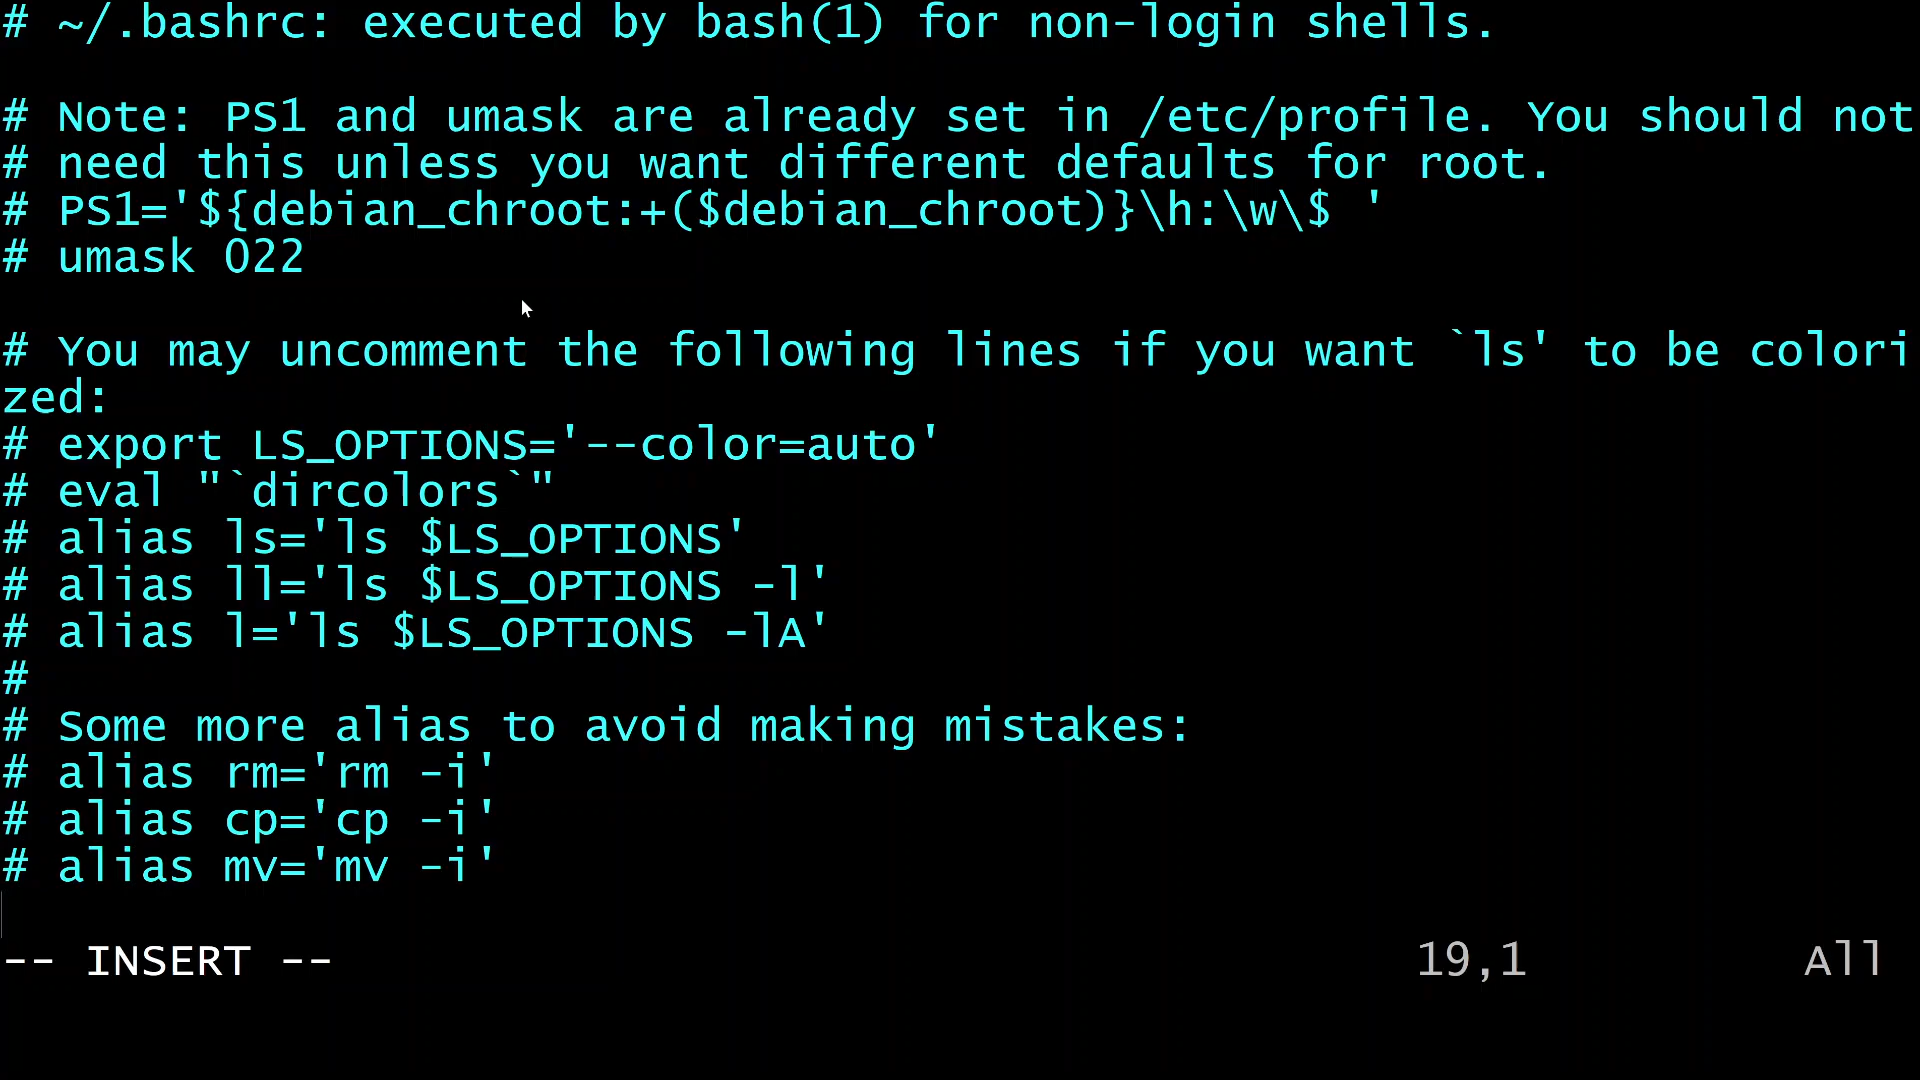 # ~/.bashrc: executed by bash(1) for non-login shells.
# Note: PS1 and umask are already set in /etc/profile. You should not
# need this unless you want different defaults for root.
# PS1='${debian_chroot:+($debian_chroot)}\h:\w\$ '
# umask 022
# You may uncomment the following lines if you want `ls' to be colori
zed:
# export LS_OPTIONS='--color=auto'
# eval "`dircolors`"
# alias ls='ls $LS_OPTIONS'
# alias ll='ls $LS_OPTIONS -l'
# alias l='ls $LS_OPTIONS -lA'
#
# Some more alias to avoid making mistakes:
# alias rm='rm -i'
# alias cp='cp -i'
# alias mv='mv -i'
-- INSERT -- 19,1 All